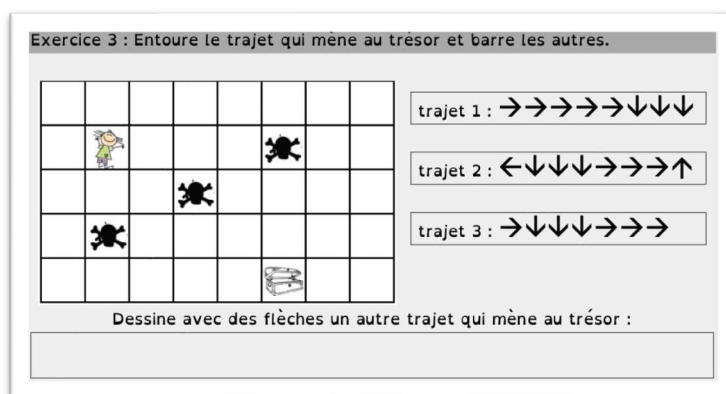 Exercice 3 : Entoure le trajet qui mène au trésor et barre les autres.
trajet 1 : →→→→→↓↓↓
trajet 2 : ←↓↓↓→→→↑
trajet 3 : →↓↓↓→→→
Dessine avec des flèches un autre trajet qui mène au trésor :